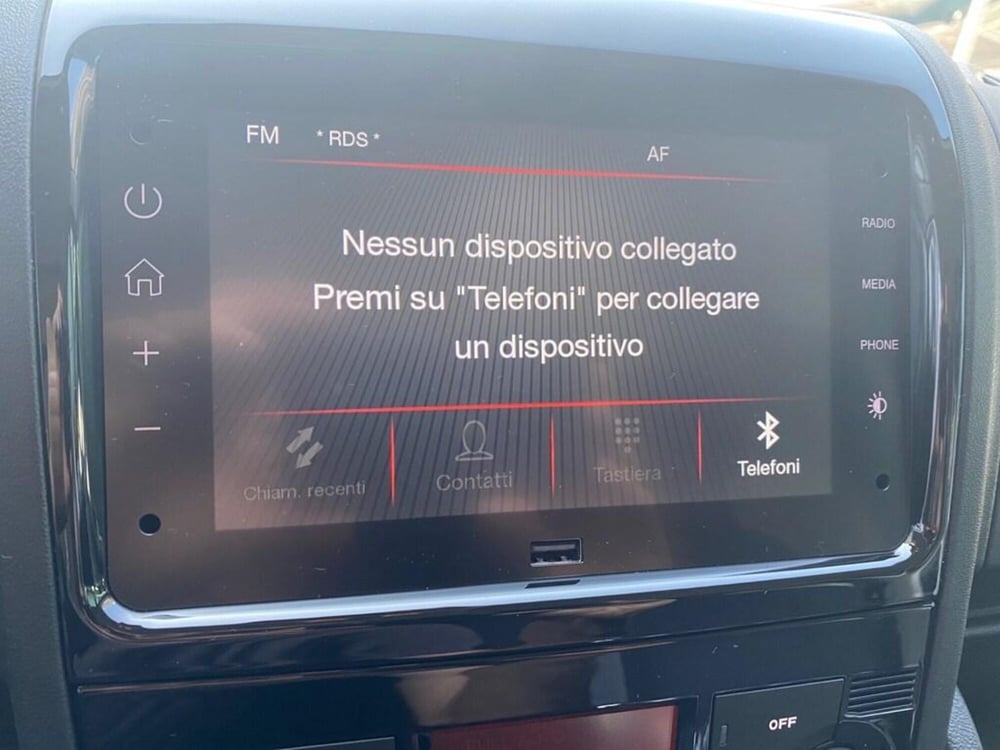 FM * RDS * AF
Nessun dispositivo collegato
Premi su "Telefoni" per collegare
un dispositivo
Chiam. recenti
Contatti
Tastiera
Telefoni
RADIO
MEDIA
PHONE
OFF